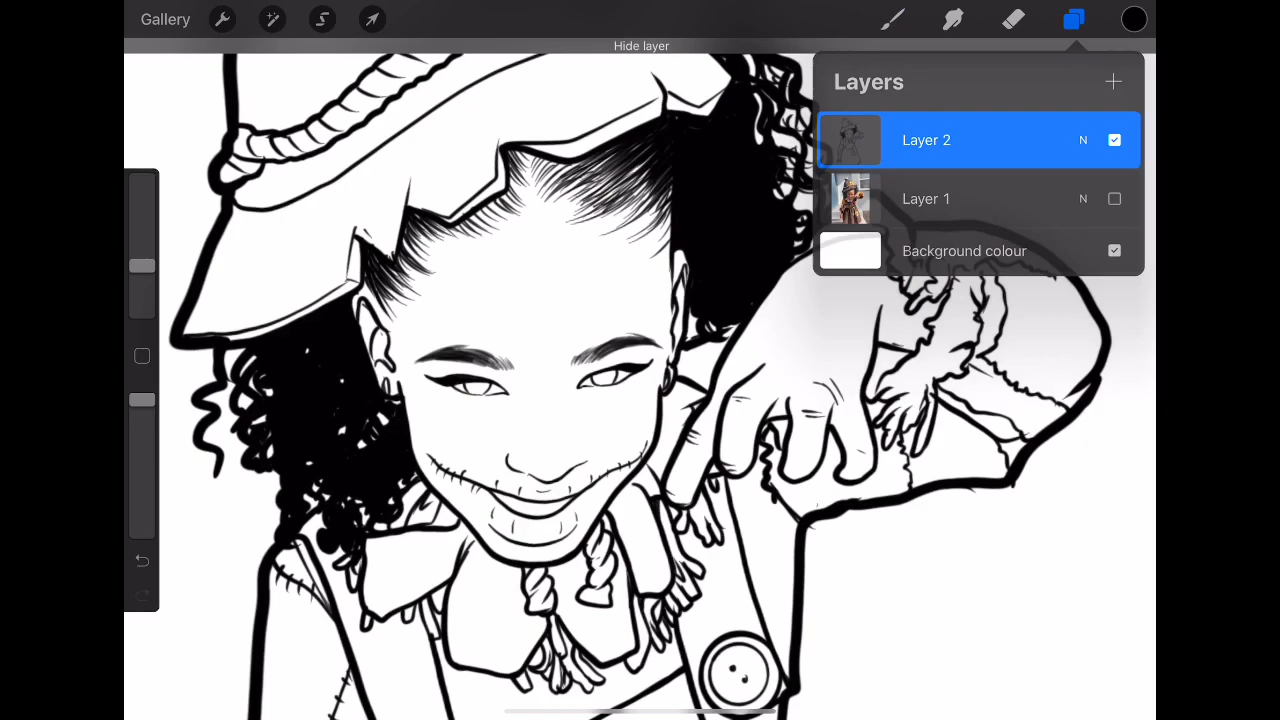 Gallery
Hide layer
Layers
Layer 2 N
Layer 1 N
Background colour